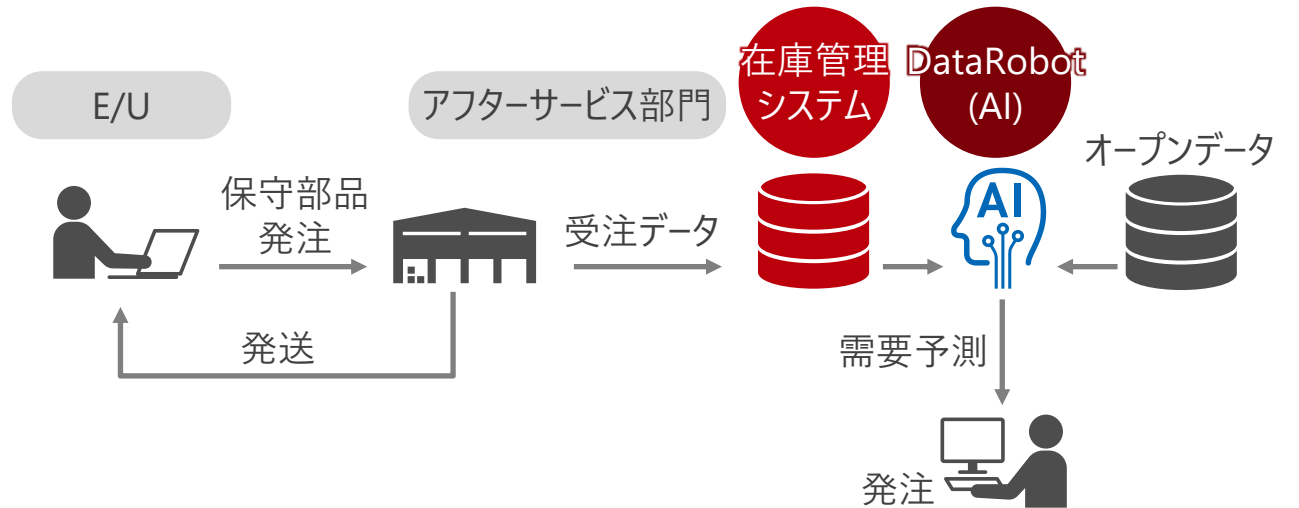 E/U
アフターサービス部門
在庫管理
システム
DataRobot
(AI)
オープンデータ
保守部品
発注
受注データ
AI
発送
需要予測
発注